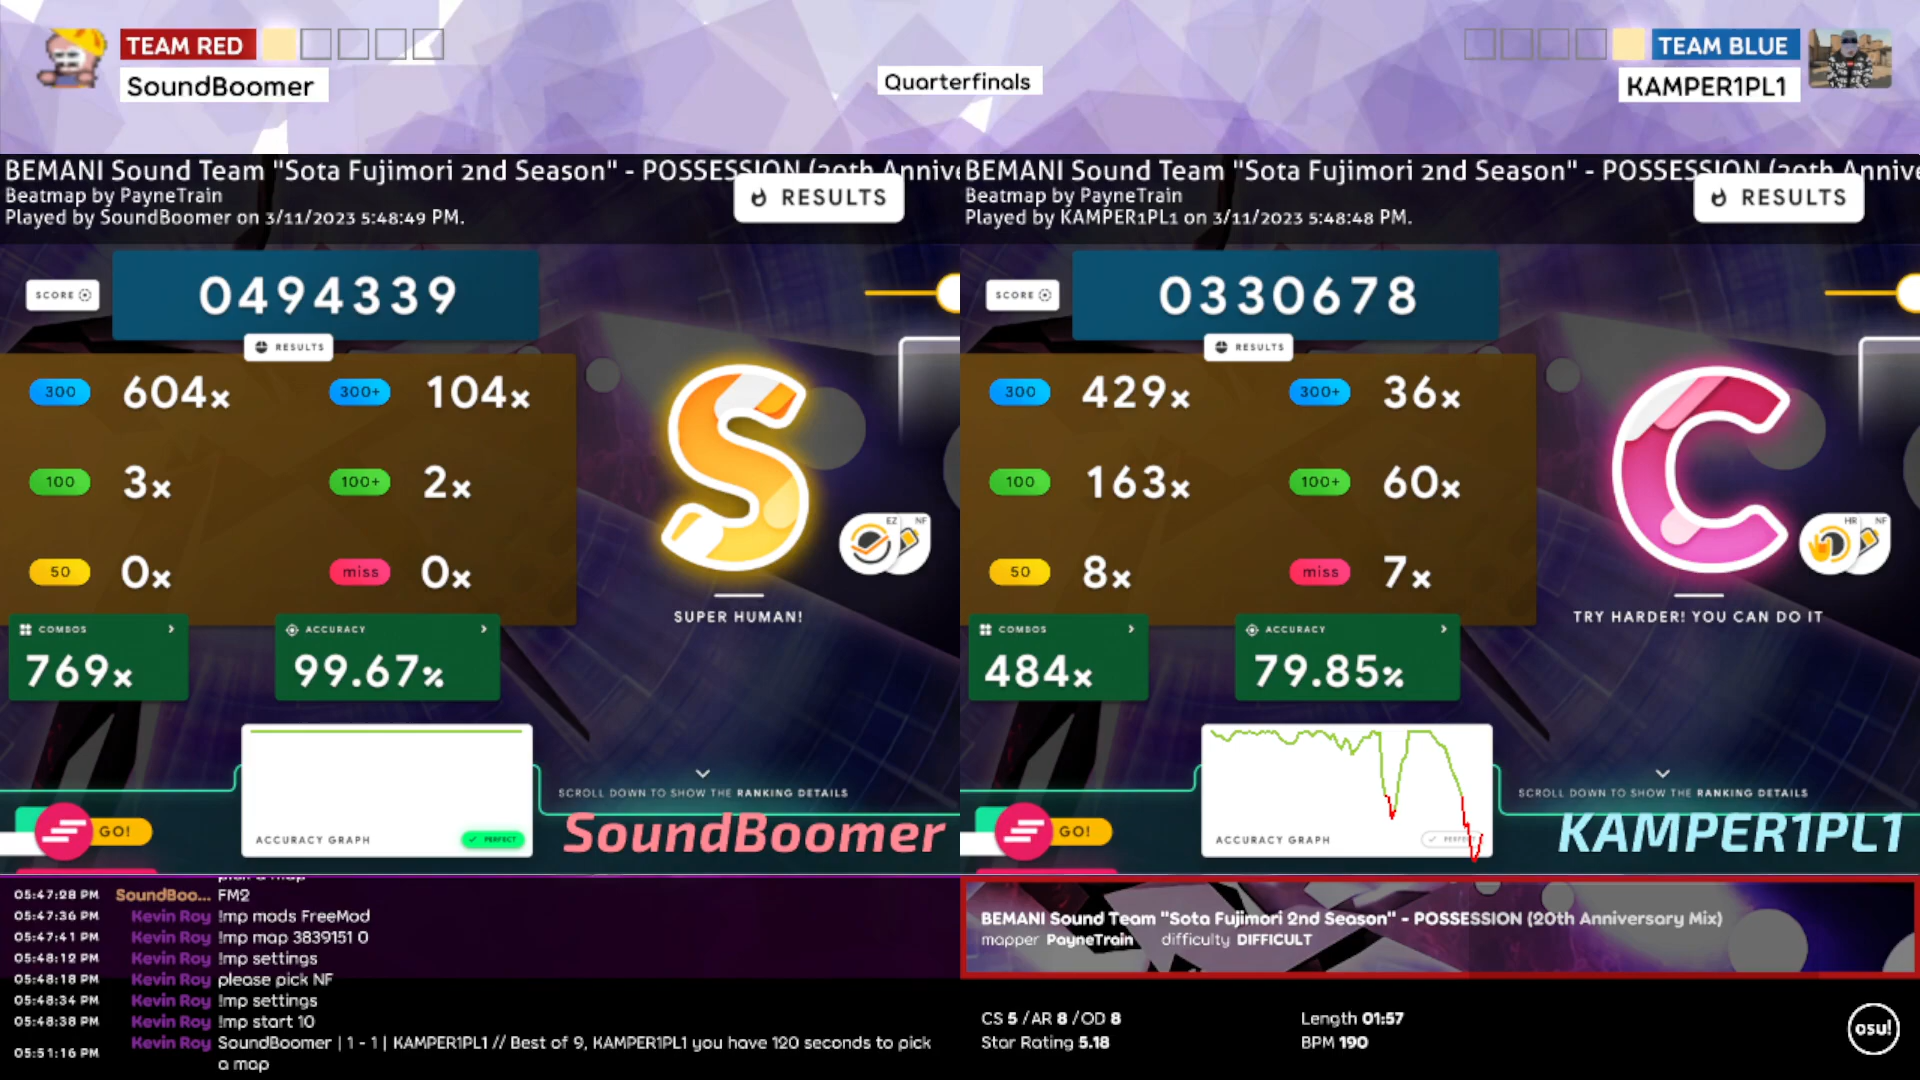 TEAM RED
SoundBoomer
Quarterfinals
TEAM BLUE
KAMPER1PL1
BEMANI Sound Team "Sota Fujimori 2nd Season" - POSSESSION (20th Annive
Beatmap by PayneTrain
Played by SoundBoomer on 3/11/2023 5:48:49 PM.
RESULTS
SCORE
0494339
RESULTS
300 604x 300+ 104x
100 3x 100+ 2x
50 0x miss 0x
EZ NF
SUPER HUMAN!
COMBOS
769x
ACCURACY
99.67%
SCROLL DOWN TO SHOW THE RANKING DETAILS
GO!
ACCURACY GRAPH
PERFECT
SoundBoomer
BEMANI Sound Team "Sota Fujimori 2nd Season" - POSSESSION (20th Annive
Beatmap by PayneTrain
Played by KAMPER1PL1 on 3/11/2023 5:48:48 PM.
RESULTS
SCORE
0330678
RESULTS
300 429x 300+ 36x
100 163x 100+ 60x
50 8x miss 7x
HR NF
TRY HARDER! YOU CAN DO IT
COMBOS
484x
ACCURACY
79.85%
SCROLL DOWN TO SHOW THE RANKING DETAILS
GO!
ACCURACY GRAPH
KAMPER1PL1
pick a map
05:47:28 PM SoundBoo... FM2
05:47:36 PM Kevin Roy !mp mods FreeMod
05:47:41 PM Kevin Roy !mp map 3839151 0
05:48:12 PM Kevin Roy !mp settings
05:48:18 PM Kevin Roy please pick NF
05:48:34 PM Kevin Roy !mp settings
05:48:38 PM Kevin Roy !mp start 10
05:51:16 PM Kevin Roy SoundBoomer | 1 - 1 | KAMPER1PL1 // Best of 9, KAMPER1PL1 you have 120 seconds to pick
a map
BEMANI Sound Team "Sota Fujimori 2nd Season" - POSSESSION (20th Anniversary Mix)
mapper PayneTrain difficulty DIFFICULT
CS 5 / AR 8 / OD 8
Star Rating 5.18
Length 01:57
BPM 190
osu!